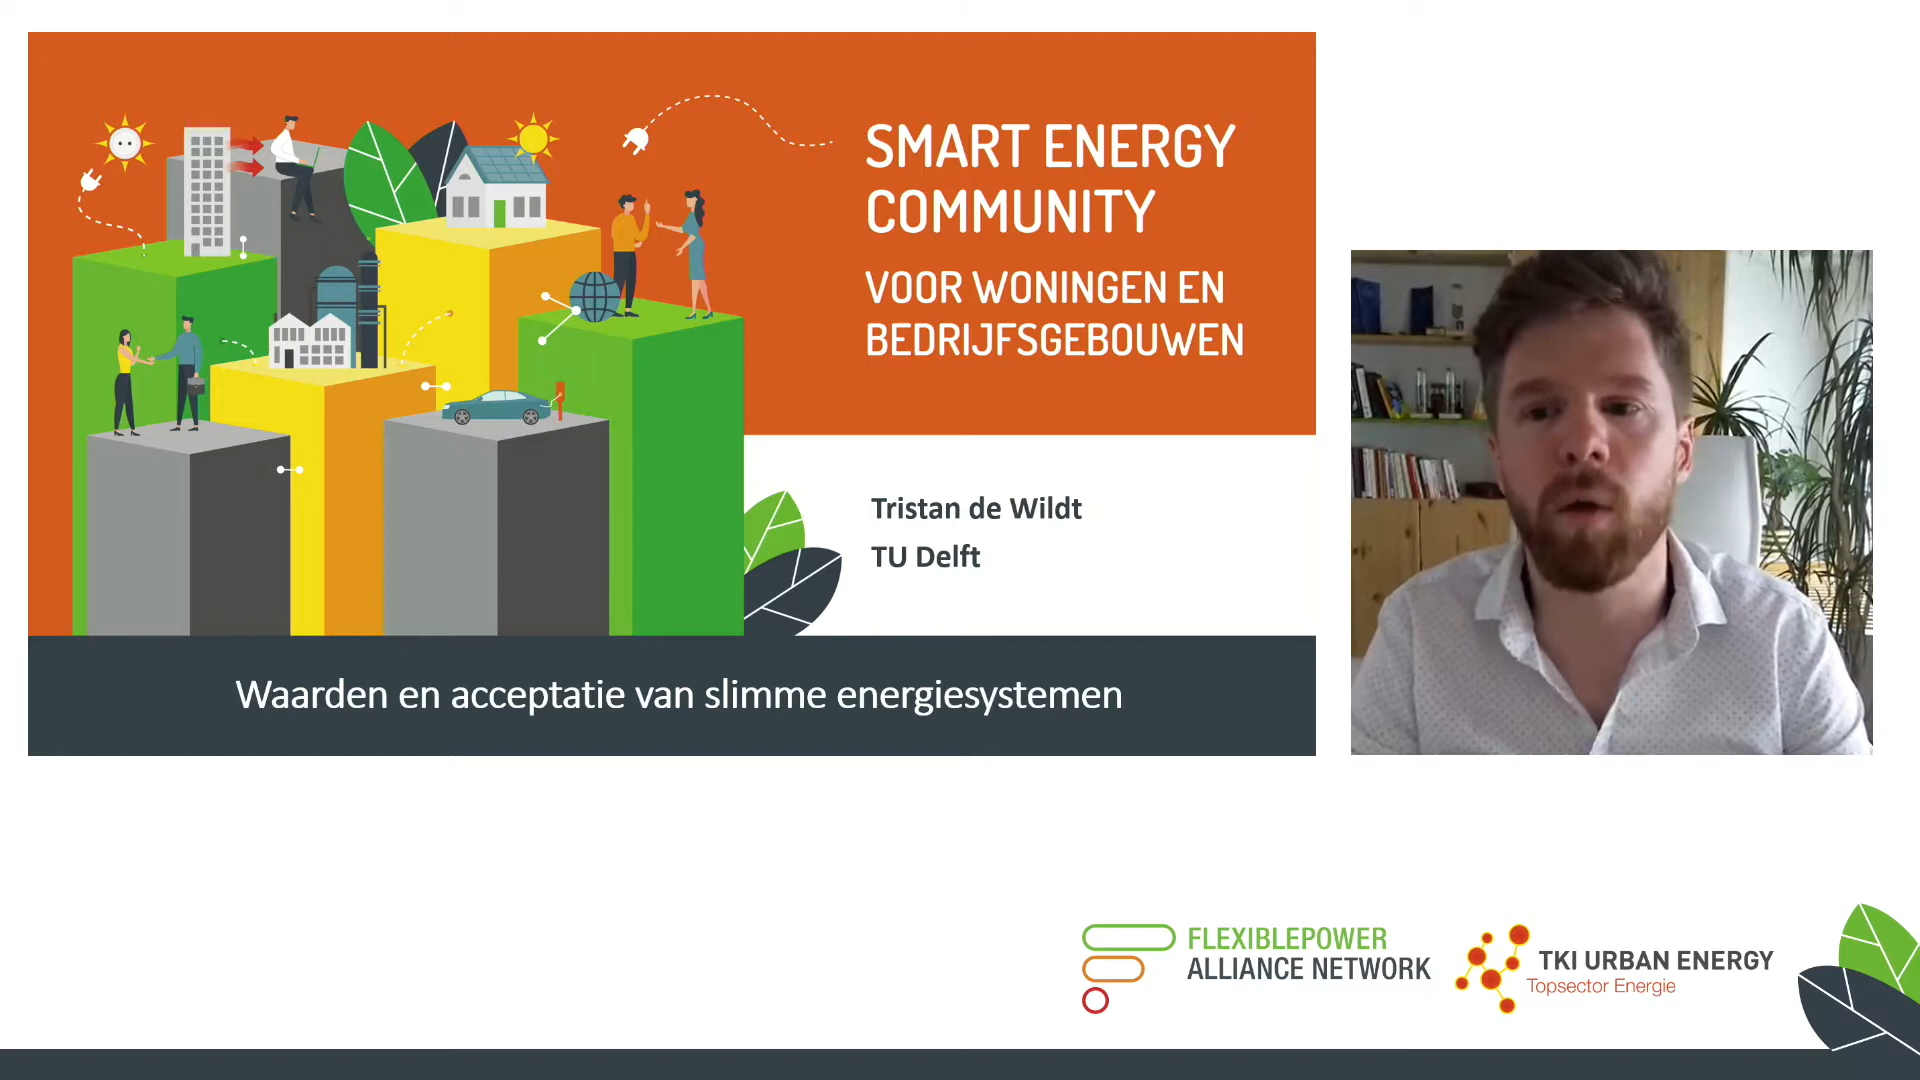 SMART ENERGY
COMMUNITY
VOOR WONINGEN EN
BEDRIJFSGEBOUWEN
Tristan de Wildt
TU Delft
Waarden en acceptatie van slimme energiesystemen
FLEXIBLEPOWER
ALLIANCE NETWORK
TKI URBAN ENERGY
Topsector Energie